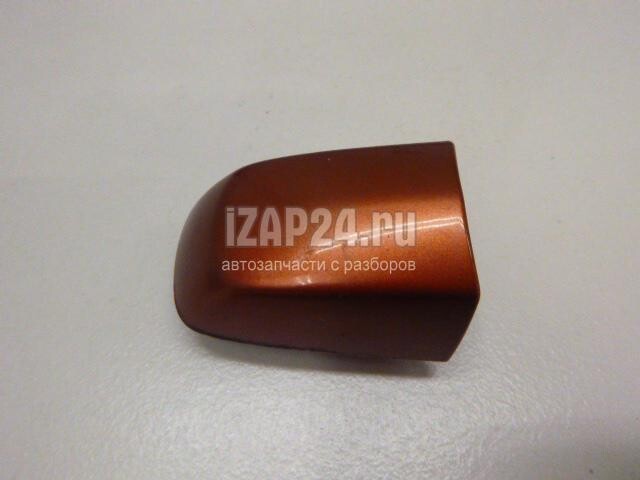 iZAP24.ru
автозапчасти с разборов